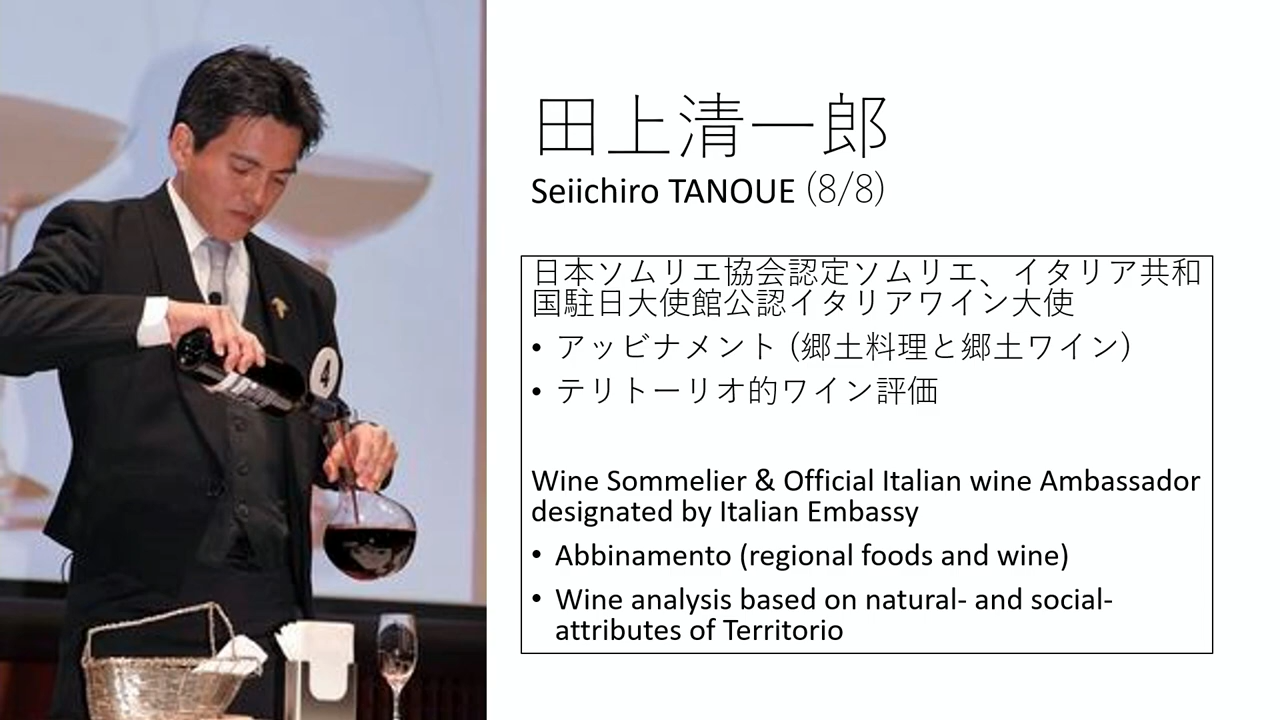 田上清一郎
Seiichiro TANOUE (8/8)
日本ソムリエ協会認定ソムリエ、イタリア共和
国駐日大使館公認イタリアワイン大使
• アッビナメント (郷土料理と郷土ワイン)
• テリトーリオ的ワイン評価
Wine Sommelier & Official Italian wine Ambassador
designated by Italian Embassy
• Abbinamento (regional foods and wine)
• Wine analysis based on natural- and social-
attributes of Territorio
4